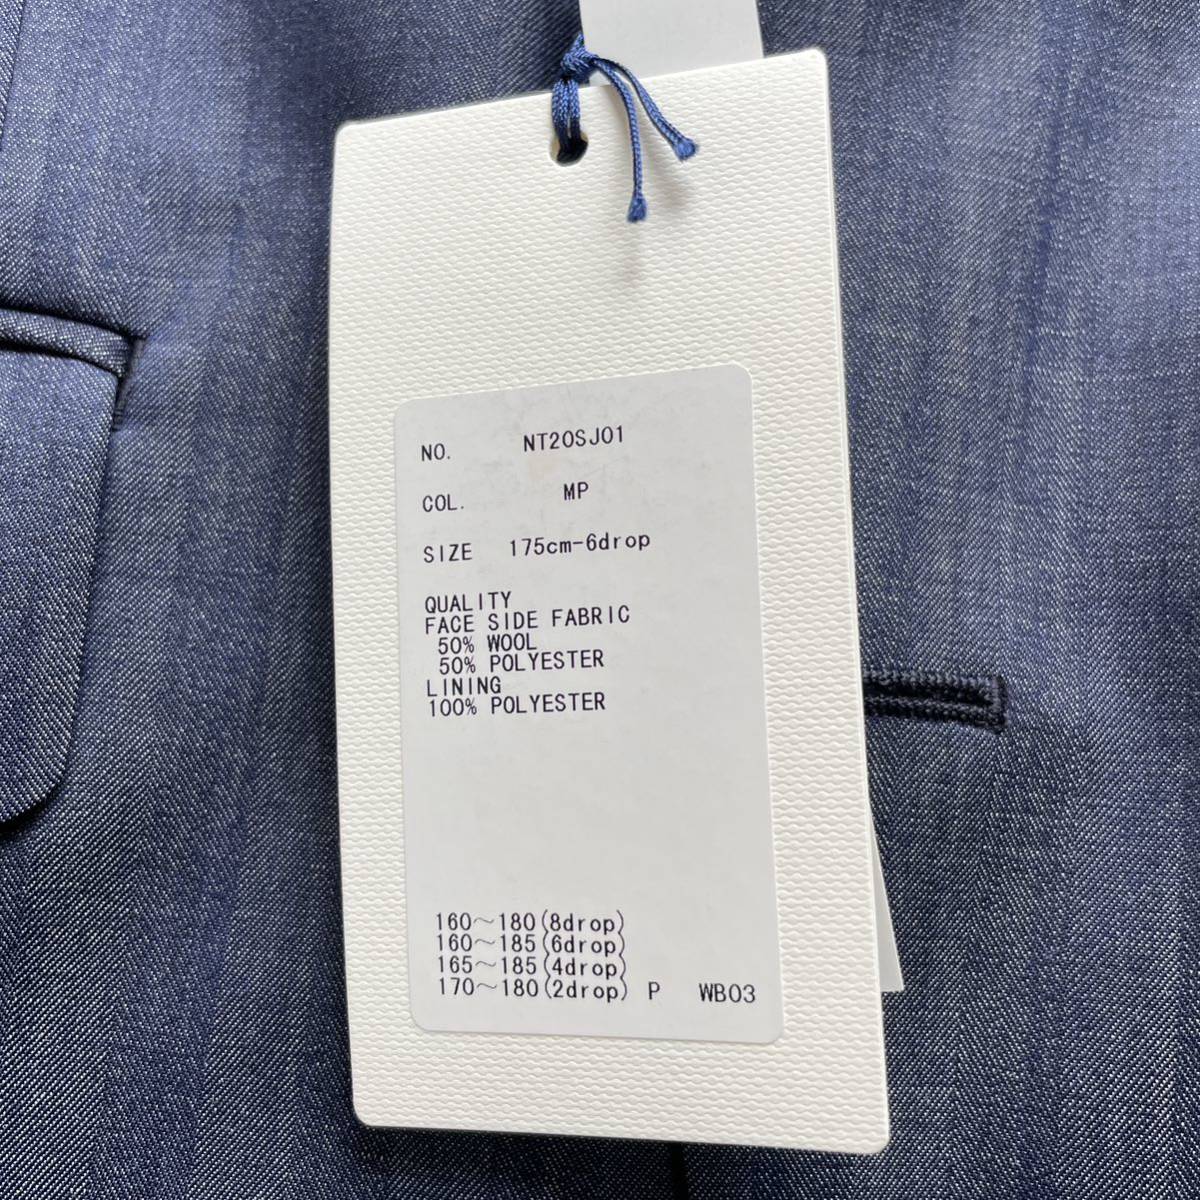 NO. NT20SJ01
COL. MP
SIZE 175cm-6drop
QUALITY
FACE SIDE FABRIC
50% WOOL
50% POLYESTER
LINING
100% POLYESTER
160～180(8drop)
160～185(6drop)
165～185(4drop)
170～180(2drop) P WB03